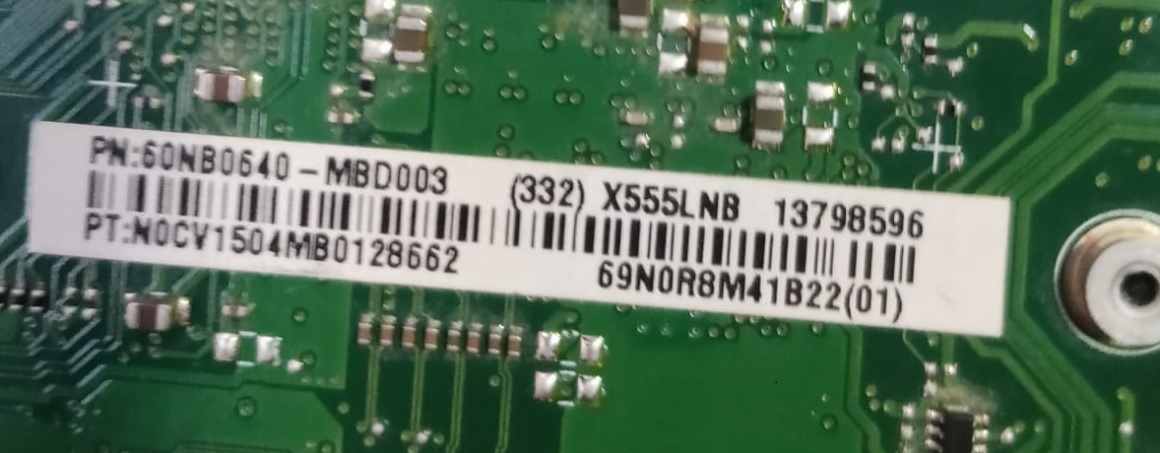 PN:60NB0640-MBD003 (332) X555LNB 13798596
PT:N0CV1504MB0128662 69N0R8M41B22(01)